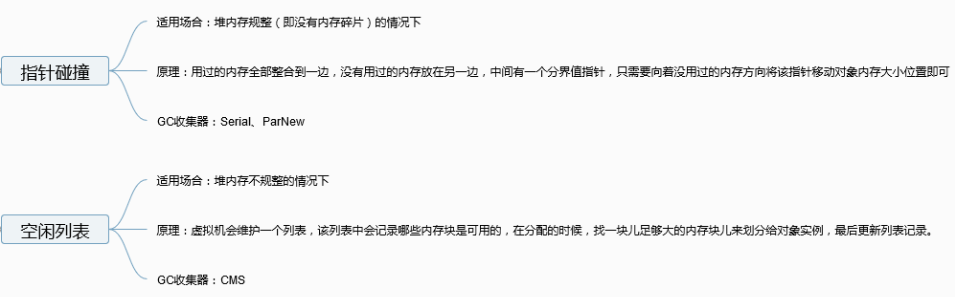 适用场合：堆内存规整（即没有内存碎片）的情况下
指针碰撞
原理：用过的内存全部整合到一边，没有用过的内存放在另一边，中间有一个分界值指针，只需要向着没用过的内存方向将该指针移动对象内存大小位置即可
GC收集器：Serial、ParNew
适用场合：堆内存不规整的情况下
空闲列表
原理：虚拟机会维护一个列表，该列表中会记录哪些内存块是可用的，在分配的时候，找一块儿足够大的内存块儿来划分给对象实例，最后更新列表记录。
GC收集器：CMS